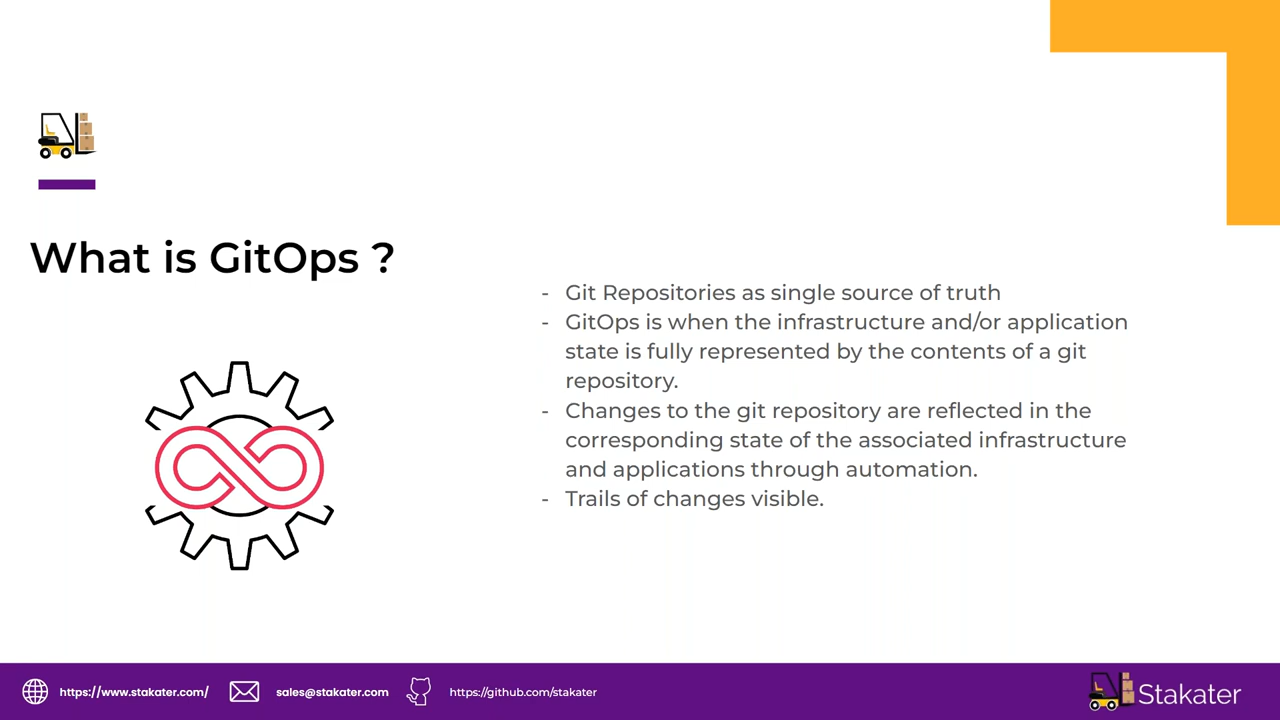 What is GitOps ?
- Git Repositories as single source of truth
- GitOps is when the infrastructure and/or application
state is fully represented by the contents of a git
repository.
- Changes to the git repository are reflected in the
corresponding state of the associated infrastructure
and applications through automation.
- Trails of changes visible.
https://www.stakater.com/
sales@stakater.com
https://github.com/stakater
Stakater